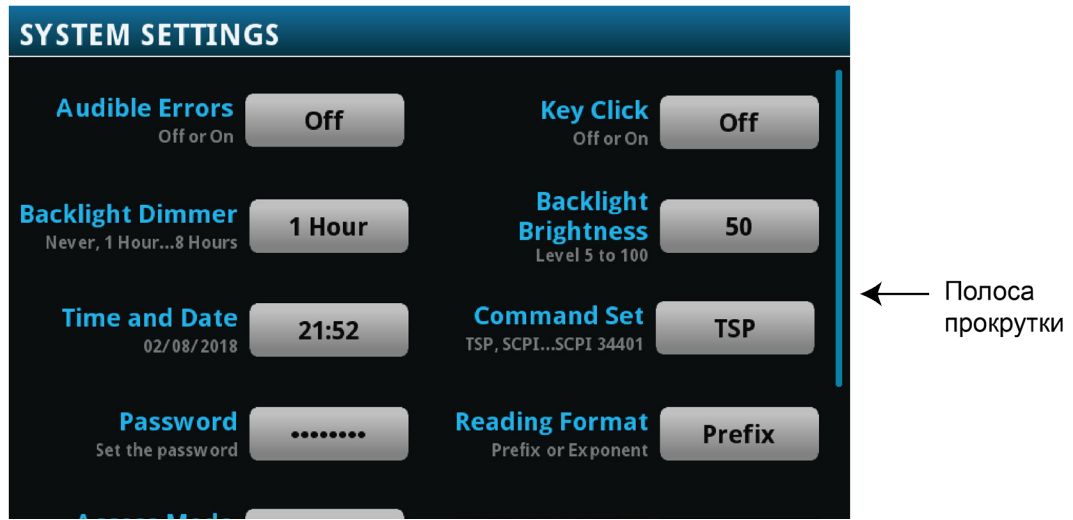 SYSTEM SETTINGS
Audible Errors
Off or On
Off
Key Click
Off or On
Off
Backlight Dimmer
Never, 1 Hour...8 Hours
1 Hour
Backlight
Brightness
Level 5 to 100
50
Time and Date
02/08/2018
21:52
Command Set
TSP, SCPI...SCPI 34401
TSP
Password
Set the password
••••••••
Reading Format
Prefix or Exponent
Prefix
Access Mode
Полоса
прокрутки